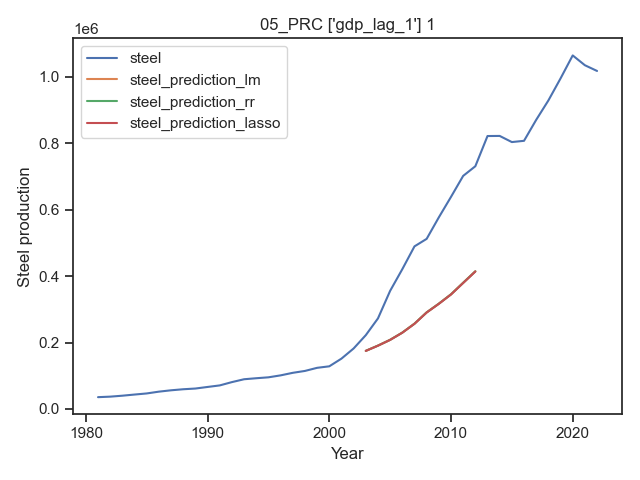 05_PRC ['gdp_lag_1'] 1
1e6
steel
steel_prediction_lm
steel_prediction_rr
steel_prediction_lasso
1.0
0.8
0.6
0.4
0.2
0.0
Steel production
1980
1990
2000
2010
2020
Year